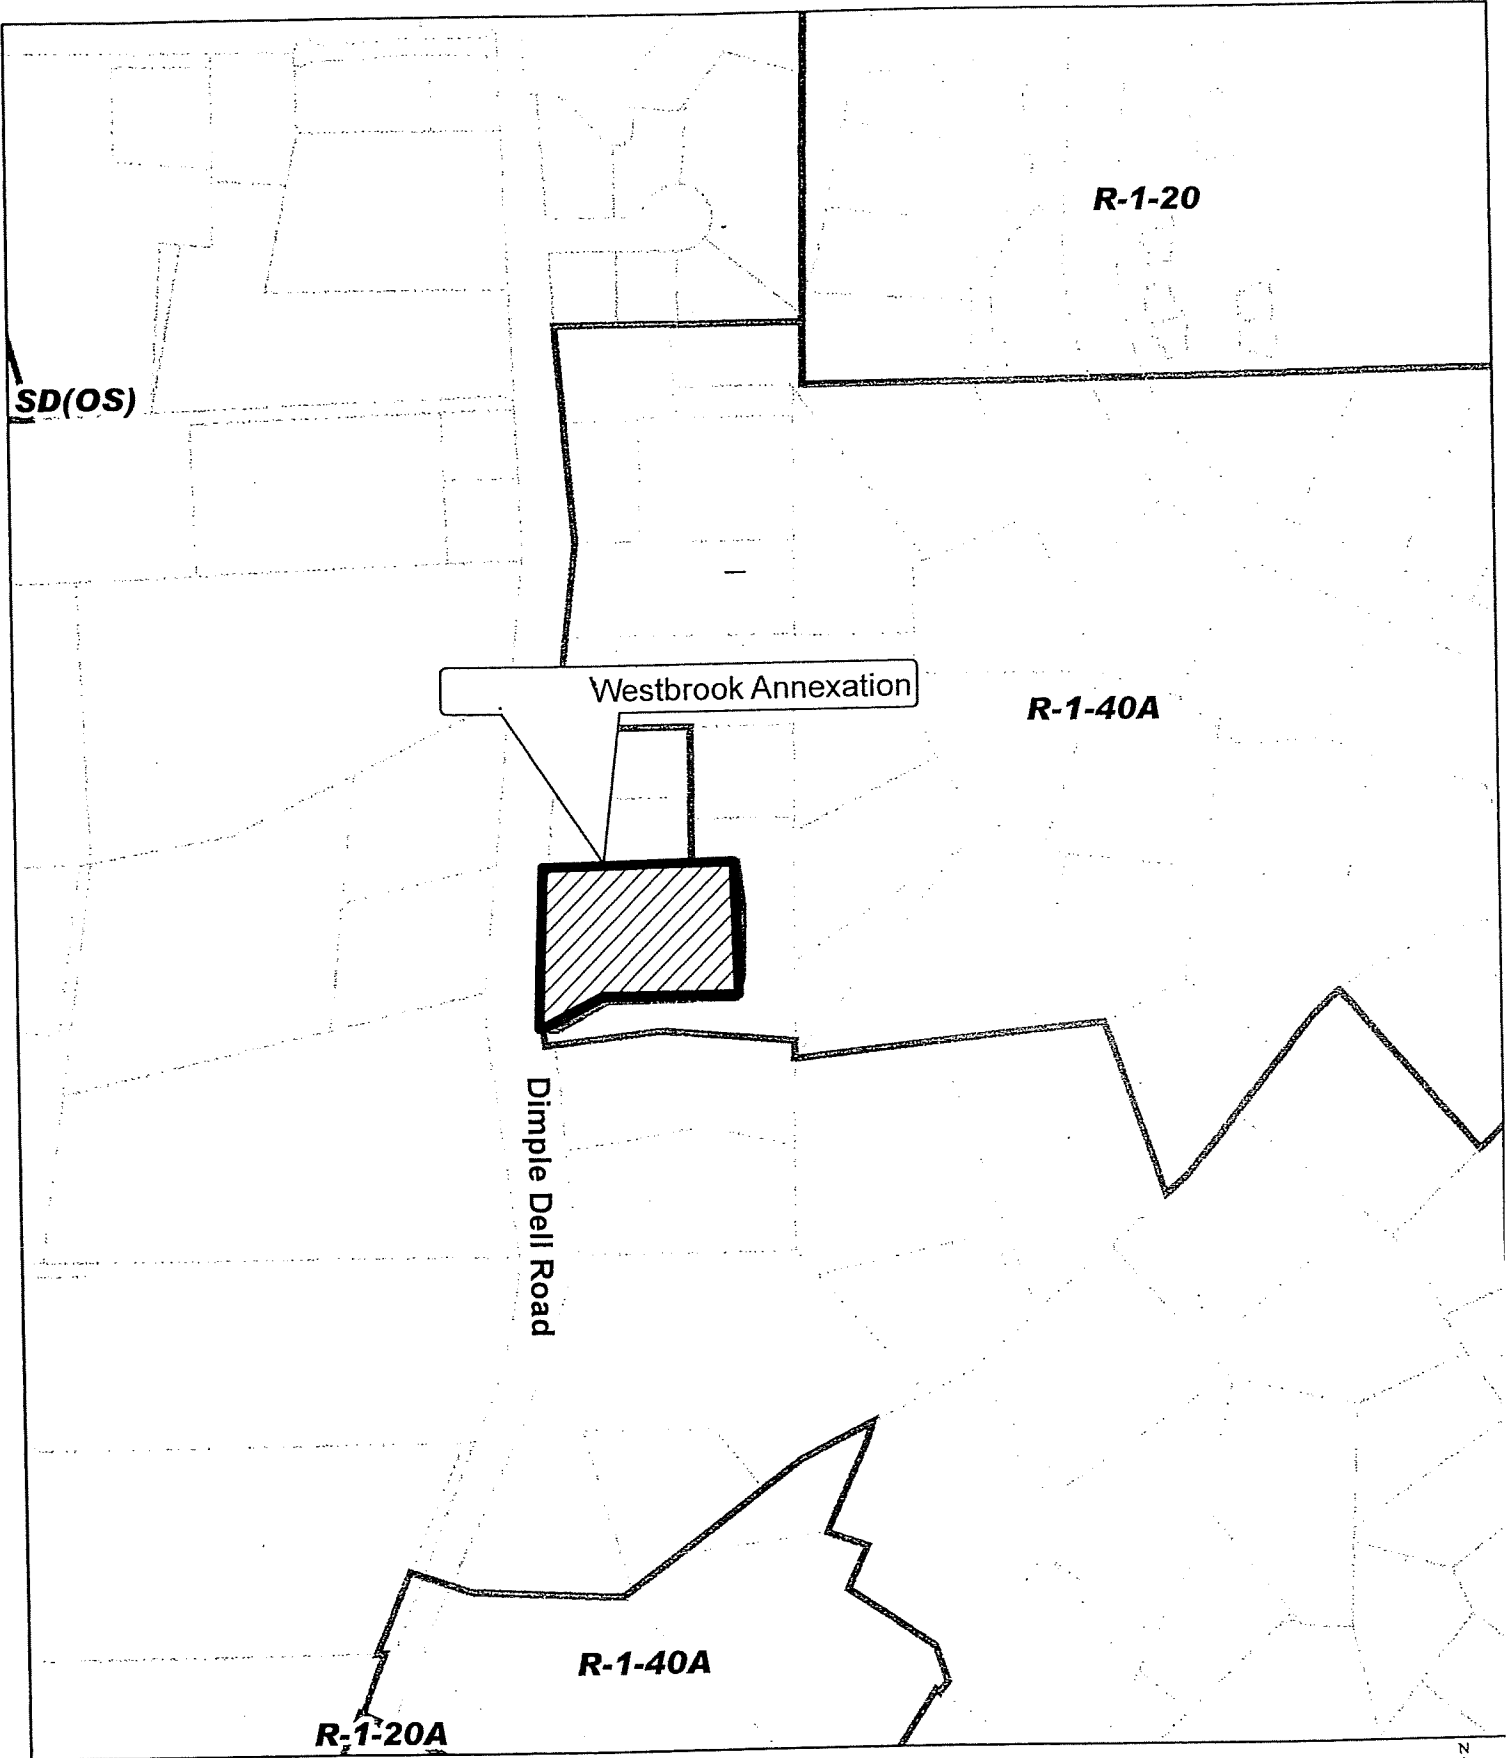 R-1-20
SD(OS)
Westbrook Annexation
R-1-40A
Dimple Dell Road
R-1-40A
R-1-20A
N